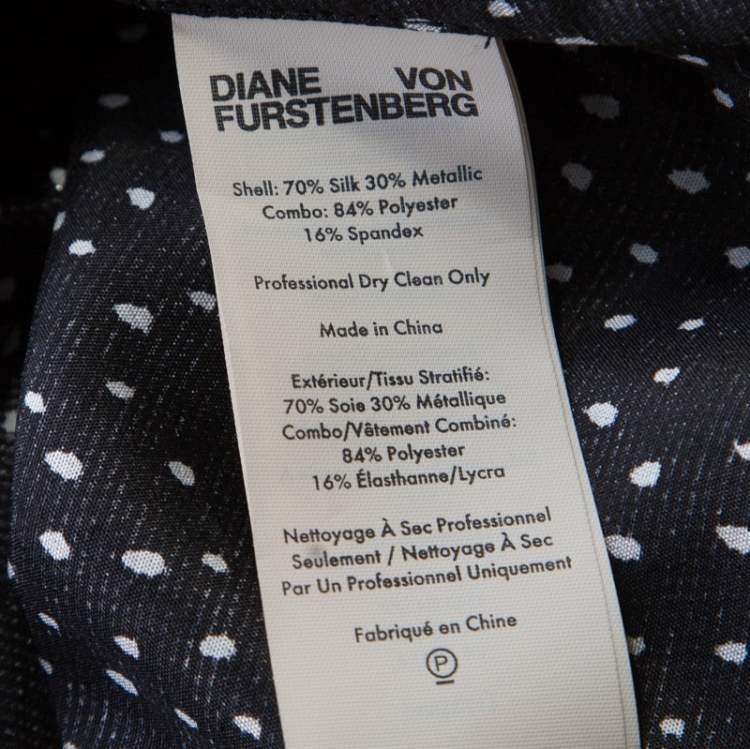 DIANE VON
FURSTENBERG
Shell: 70% Silk 30% Metallic
Combo: 84% Polyester
16% Spandex
Professional Dry Clean Only
Made in China
Extérieur/Tissu Stratifié:
70% Soie 30% Métallique
Combo/Vêtement Combiné:
84% Polyester
16% Élasthanne/Lycra
Nettoyage À Sec Professionnel
Seulement / Nettoyage À Sec
Par Un Professionnel Uniquement
Fabriqué en Chine
P